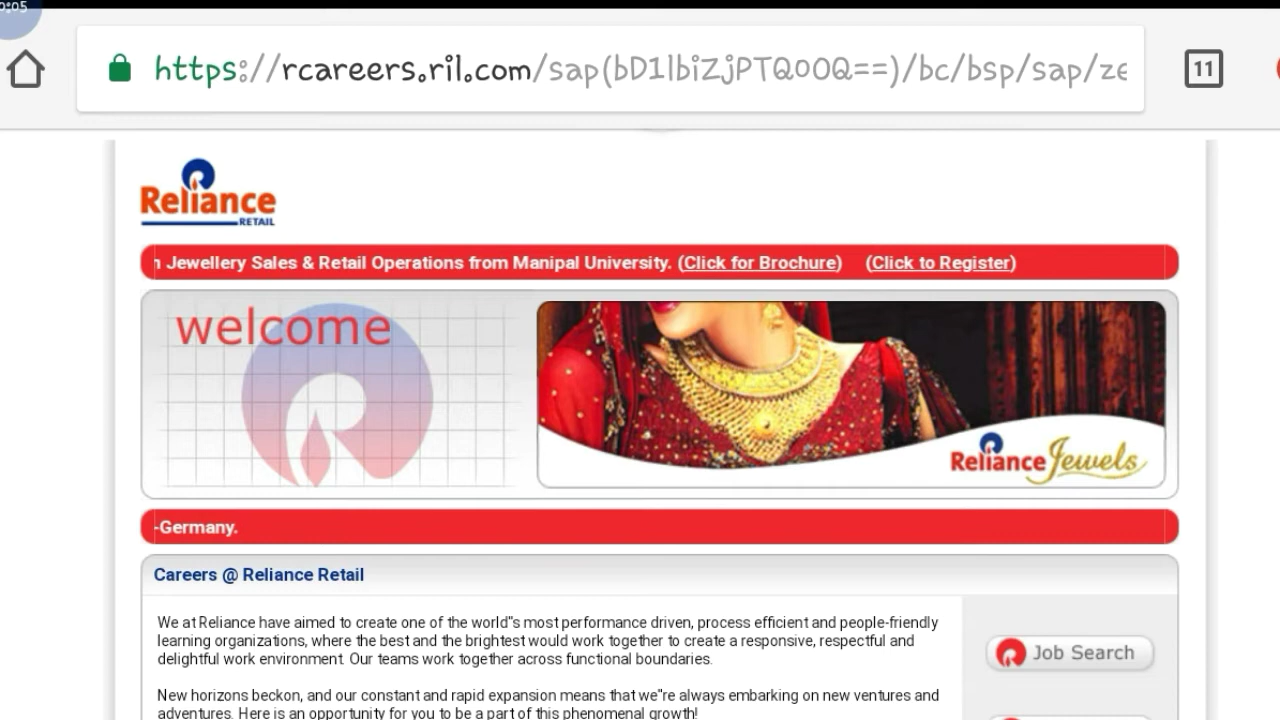 0:05
https://rcareers.ril.com/sap(bD1lbiZjPTQ0OQ==)/bc/bsp/sap/ze
11
Reliance
RETAIL
n Jewellery Sales & Retail Operations from Manipal University. (Click for Brochure) (Click to Register)
welcome
Reliance Jewels
-Germany.
Careers @ Reliance Retail
We at Reliance have aimed to create one of the world"s most performance driven, process efficient and people-friendly
learning organizations, where the best and the brightest would work together to create a responsive, respectful and
delightful work environment. Our teams work together across functional boundaries.
Job Search
New horizons beckon, and our constant and rapid expansion means that we"re always embarking on new ventures and
adventures. Here is an opportunity for you to be a part of this phenomenal growth!